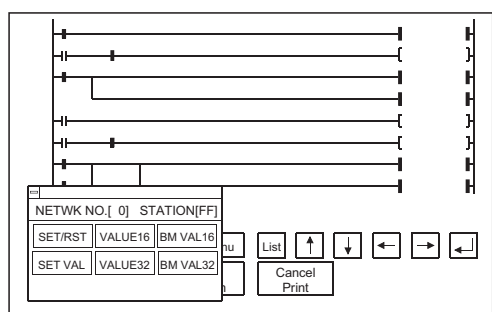 NETWK NO.[ 0] STATION[FF]
SET/RST VALUE16 BM VAL16
List
SET VAL VALUE32 BM VAL32
Cancel
Print